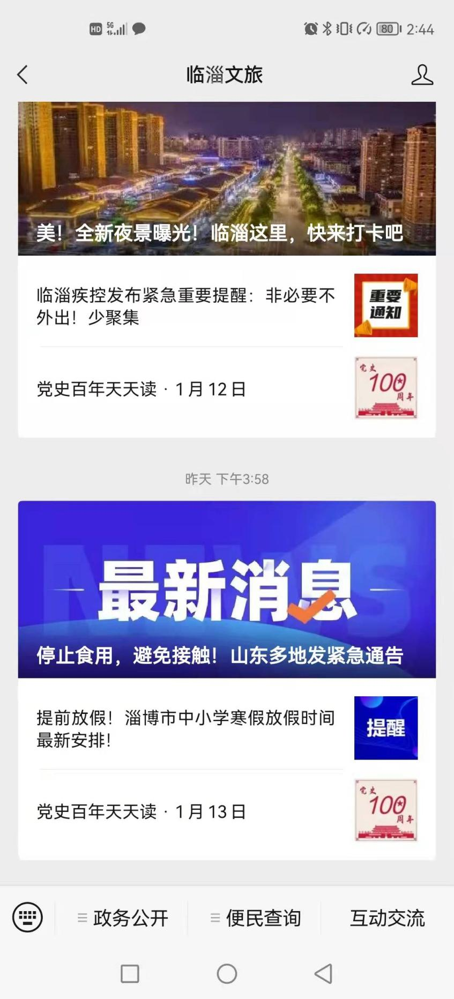 HD 5G 80 2:44
临淄文旅
美！全新夜景曝光！临淄这里，快来打卡吧
临淄疾控发布紧急重要提醒：非必要不
外出！少聚集
重要
通知
党史百年天天读 · 1月12日
党史
100
周年
昨天 下午3:58
NEWS
最新消息
停止食用，避免接触！山东多地发紧急通告
提前放假！淄博市中小学寒假放假时间
最新安排！
提醒
党史百年天天读 · 1月13日
党史
100
周年
政务公开 便民查询 互动交流